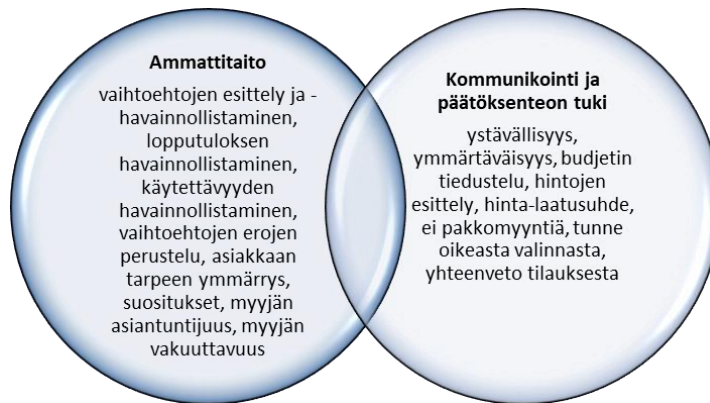 Ammattitaito
vaihtoehtojen esittely ja -
havainnollistaminen,
lopputuloksen
havainnollistaminen,
käytettävyyden
havainnollistaminen,
vaihtoehtojen erojen
perustelu, asiakkaan
tarpeen ymmärrys,
suositukset, myyjän
asiantuntijuus, myyjän
vakuuttavuus
Kommunikointi ja
päätöksenteon tuki
ystävällisyys,
ymmärtäväisyys, budjetin
tiedustelu, hintojen
esittely, hinta-laatusuhde,
ei pakkomyyntiä, tunne
oikeasta valinnasta,
yhteenveto tilauksesta